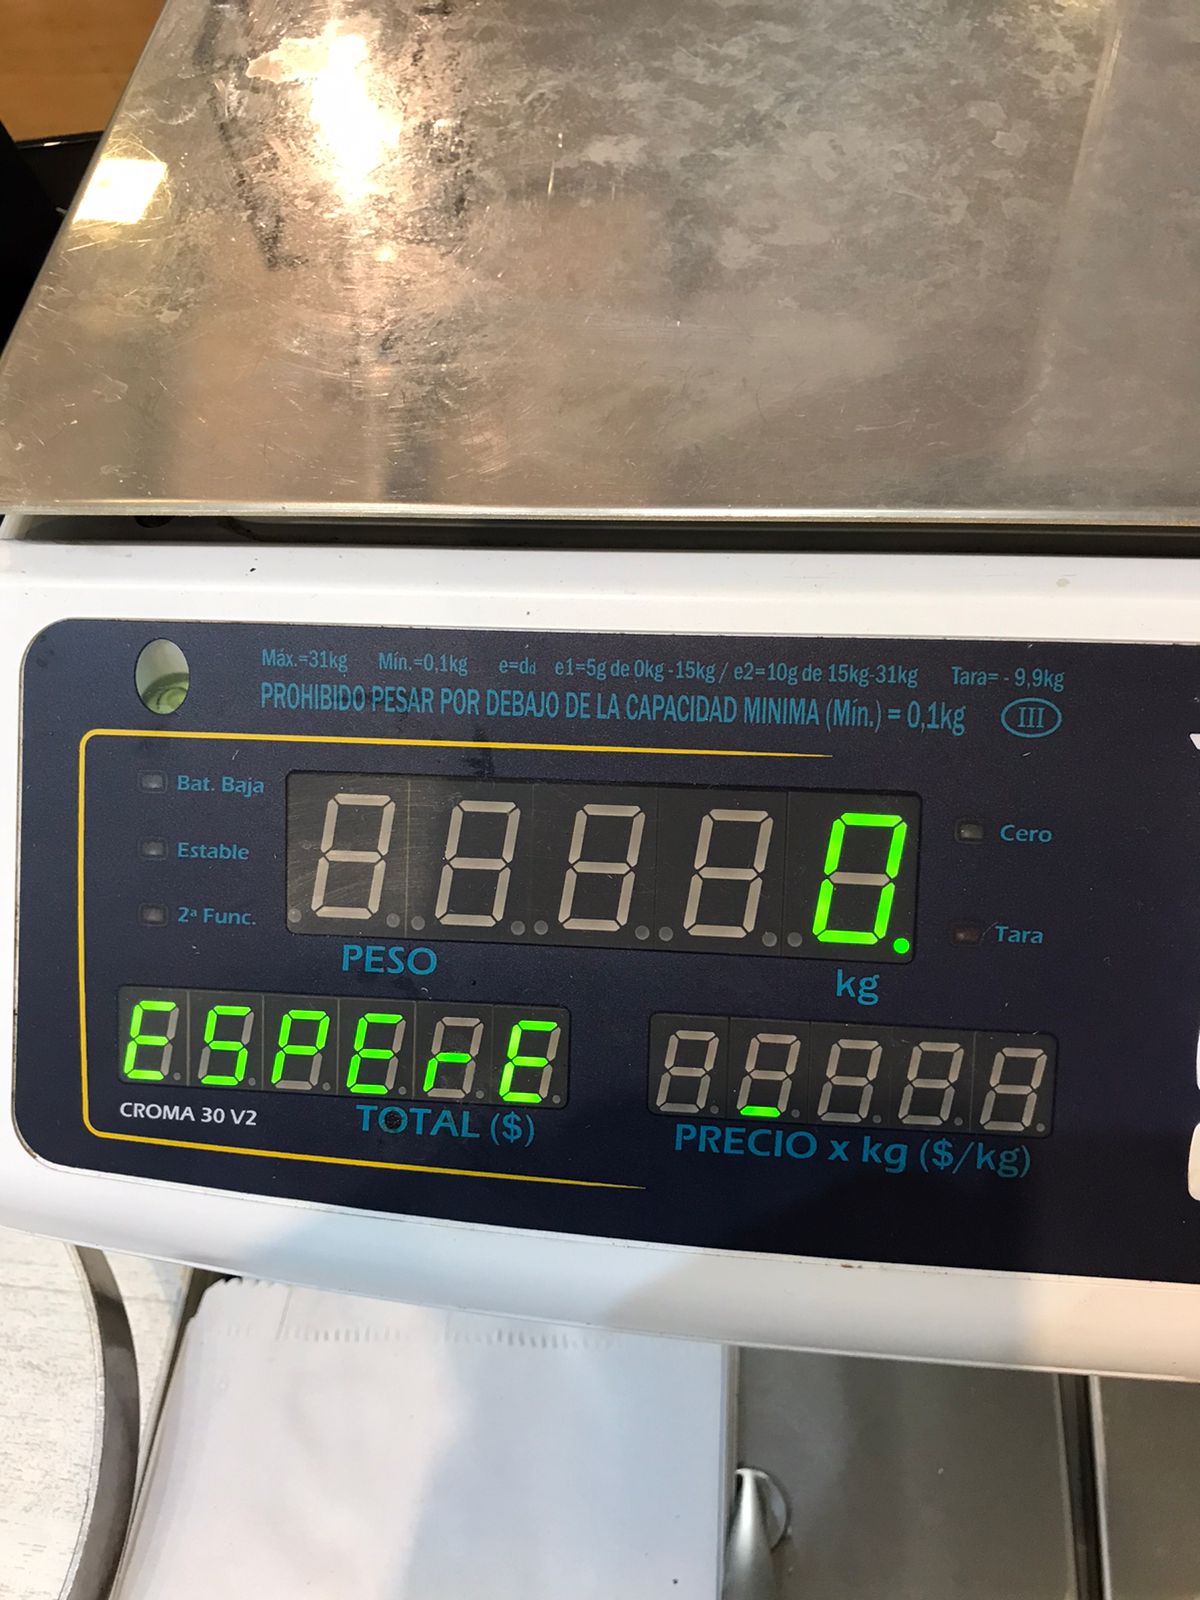 Máx.=31kg Mín.=0,1kg e=dd e1=5g de 0kg -15kg / e2=10g de 15kg-31kg Tara= - 9,9kg
PROHIBIDO PESAR POR DEBAJO DE LA CAPACIDAD MINIMA (Mín.) = 0,1kg III
Bat. Baja
Estable
2ª Func.
0.
Cero
Tara
PESO
kg
ESPErE
_
CROMA 30 V2
TOTAL ($)
PRECIO x kg ($/kg)